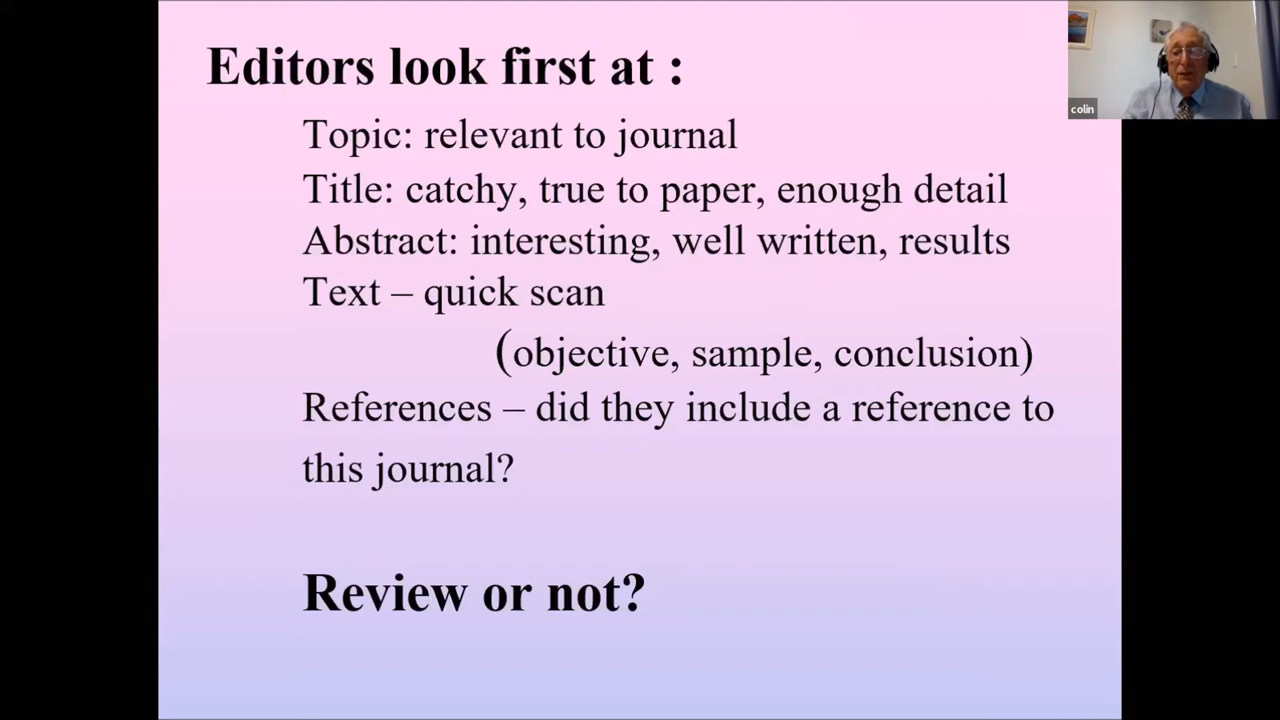 Editors look first at :
Topic: relevant to journal
Title: catchy, true to paper, enough detail
Abstract: interesting, well written, results
Text – quick scan
(objective, sample, conclusion)
References – did they include a reference to
this journal?
Review or not?
colin